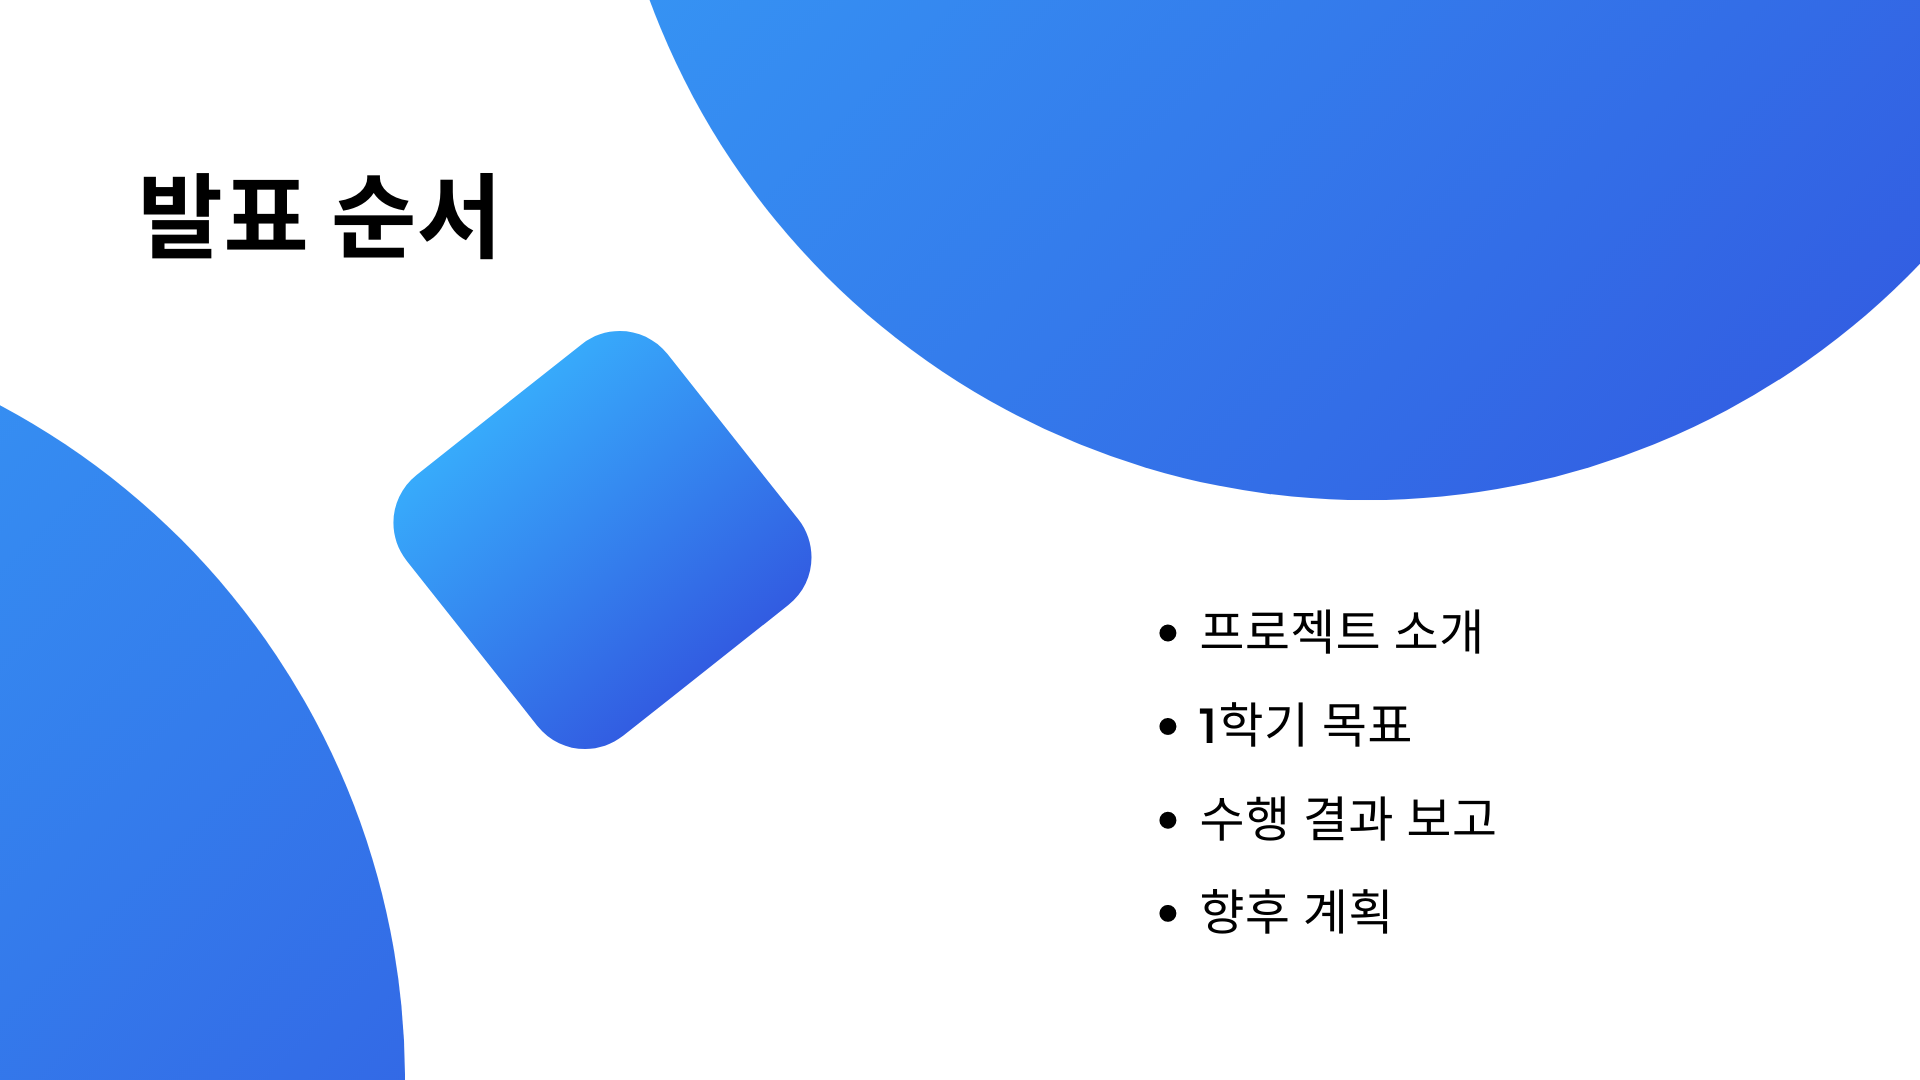 발표 순서
• 프로젝트 소개
• 1학기 목표
• 수행 결과 보고
• 향후 계획